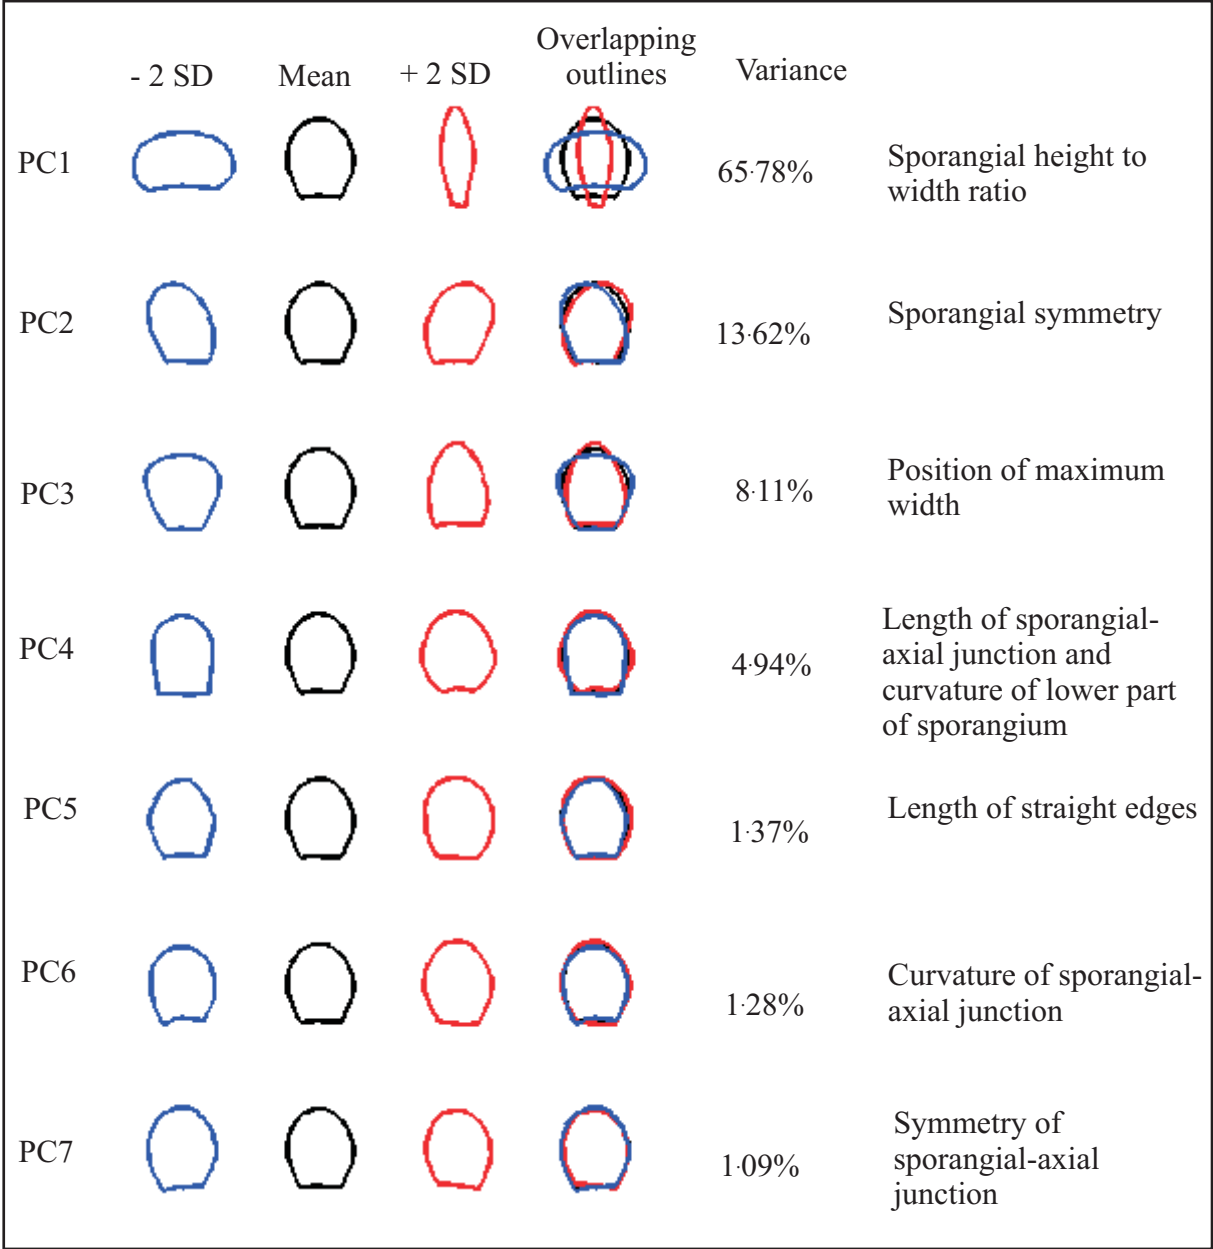 - 2 SD
Mean
+ 2 SD
Overlapping
outlines
Variance
PC1
65·78%
Sporangial height to
width ratio
PC2
13·62%
Sporangial symmetry
PC3
8·11%
Position of maximum
width
PC4
4·94%
Length of sporangial-
axial junction and
curvature of lower part
of sporangium
PC5
1·37%
Length of straight edges
PC6
1·28%
Curvature of sporangial-
axial junction
PC7
1·09%
Symmetry of
sporangial-axial
junction